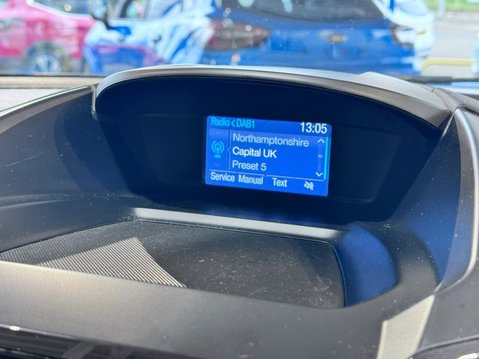 Radio < DAB1 13:05
Northamptonshire
Capital UK
Preset 5
Service Manual Text